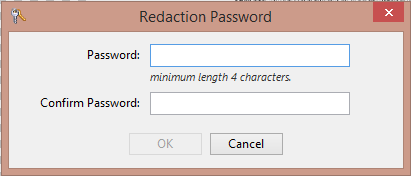 Redaction Password
Password:
minimum length 4 characters.
Confirm Password:
OK Cancel